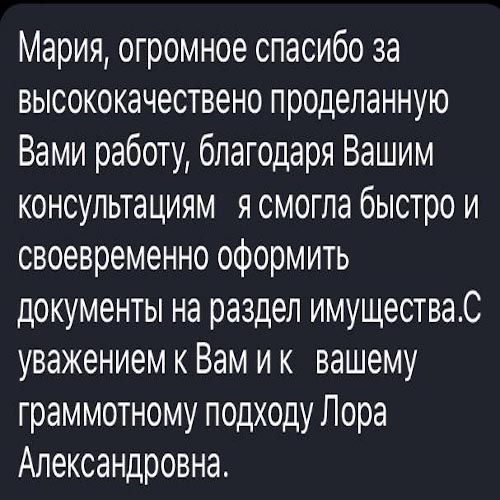 Мария, огромное спасибо за
высококачествено проделанную
Вами работу, благодаря Вашим
консультациям я смогла быстро и
своевременно оформить
документы на раздел имущества.С
уважением к Вам и к вашему
граммотному подходу Лора
Александровна.